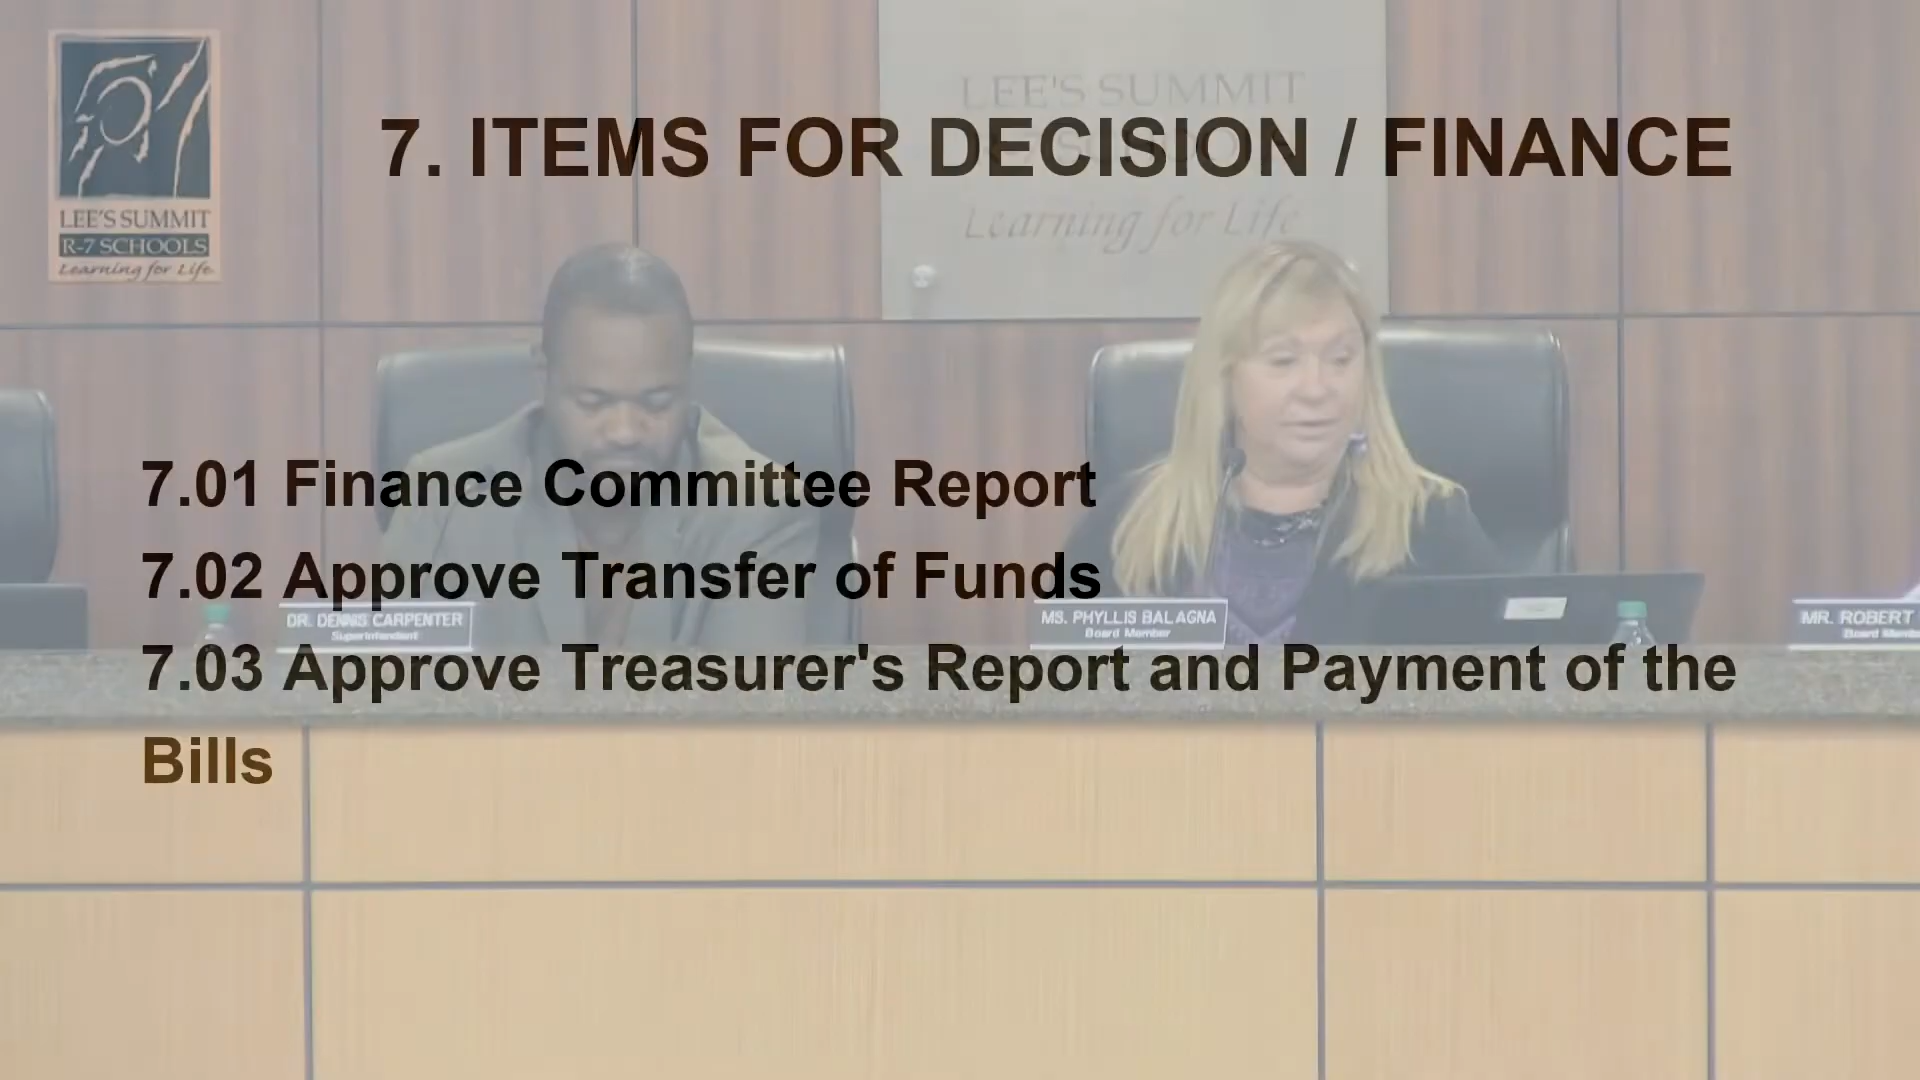 LEE'S SUMMIT
R-7 SCHOOLS
Learning for Life
LEE'S SUMMIT
Learning for Life
7. ITEMS FOR DECISION / FINANCE
7.01 Finance Committee Report
7.02 Approve Transfer of Funds
7.03 Approve Treasurer's Report and Payment of the
Bills
DR. DENNIS CARPENTER
Superintendent
MS. PHYLLIS BALAGNA
Board Member
MR. ROBERT
Board